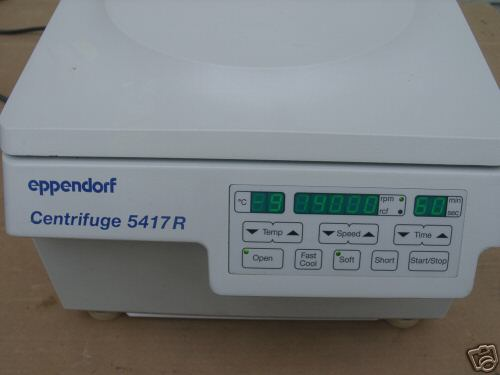 eppendorf
Centrifuge 5417R
°C 9 14000 rpm rcf 60 min sec
Temp Speed Time
Open Fast Cool Soft Short Start/Stop